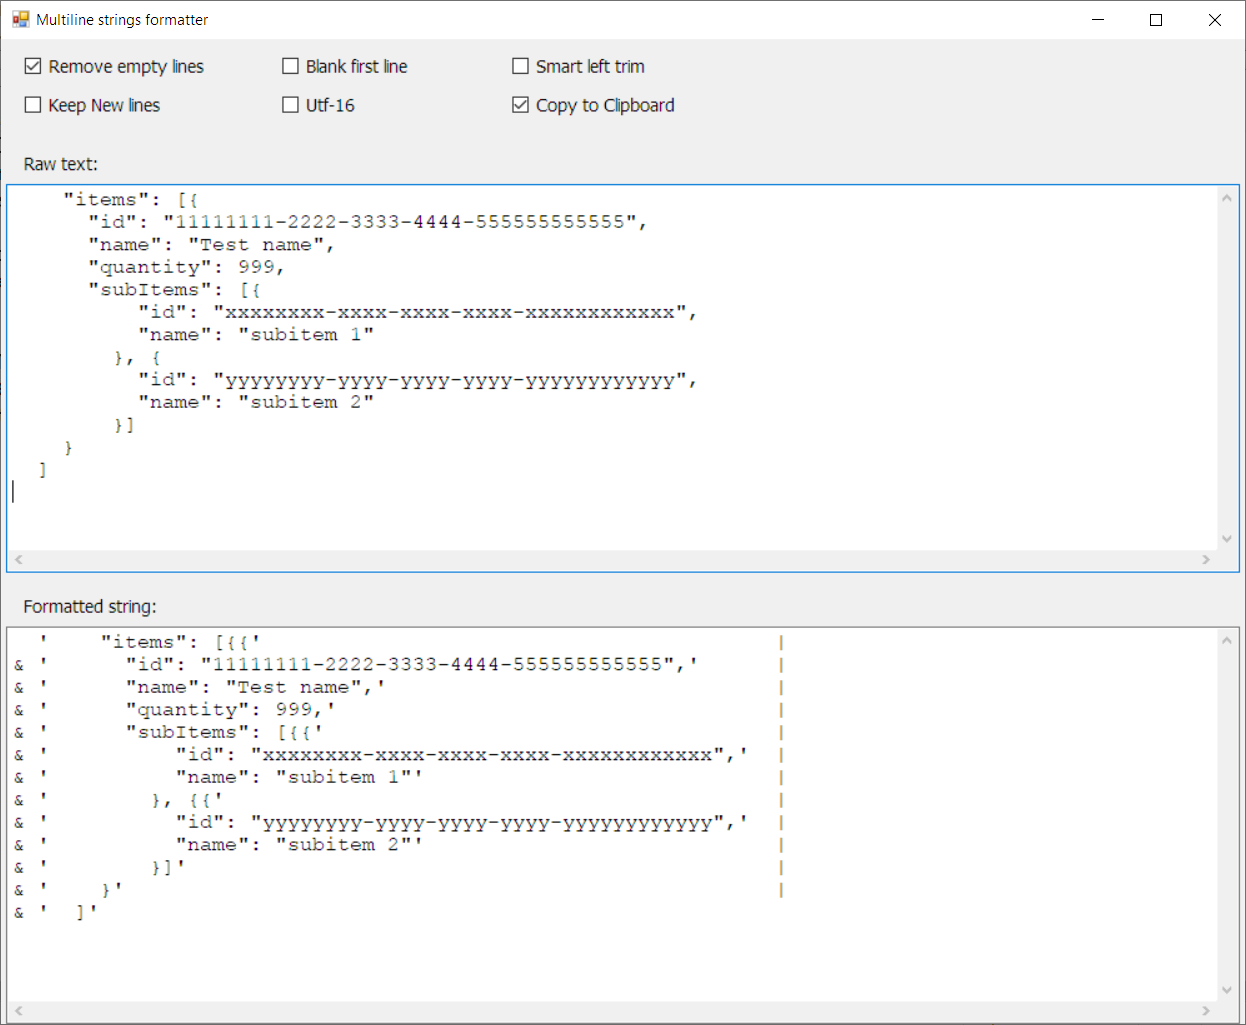 Multiline strings formatter
Remove empty lines
Blank first line
Smart left trim
Keep New lines
Utf-16
Copy to Clipboard
Raw text:
    "items": [{
      "id": "11111111-2222-3333-4444-555555555555",
      "name": "Test name",
      "quantity": 999,
      "subItems": [{
          "id": "xxxxxxxx-xxxx-xxxx-xxxx-xxxxxxxxxxxx",
          "name": "subitem 1"
        }, {
          "id": "yyyyyyyy-yyyy-yyyy-yyyy-yyyyyyyyyyyy",
          "name": "subitem 2"
        }]
    }
  ]
Formatted string:
  '    "items": [{{'                                          |
& '      "id": "11111111-2222-3333-4444-555555555555",'       |
& '      "name": "Test name",'                                |
& '      "quantity": 999,'                                    |
& '      "subItems": [{{'                                     |
& '          "id": "xxxxxxxx-xxxx-xxxx-xxxx-xxxxxxxxxxxx",'   |
& '          "name": "subitem 1"'                             |
& '        }, {{'                                             |
& '          "id": "yyyyyyyy-yyyy-yyyy-yyyy-yyyyyyyyyyyy",'   |
& '          "name": "subitem 2"'                             |
& '        }]'                                                |
& '    }'                                                     |
& '  ]'